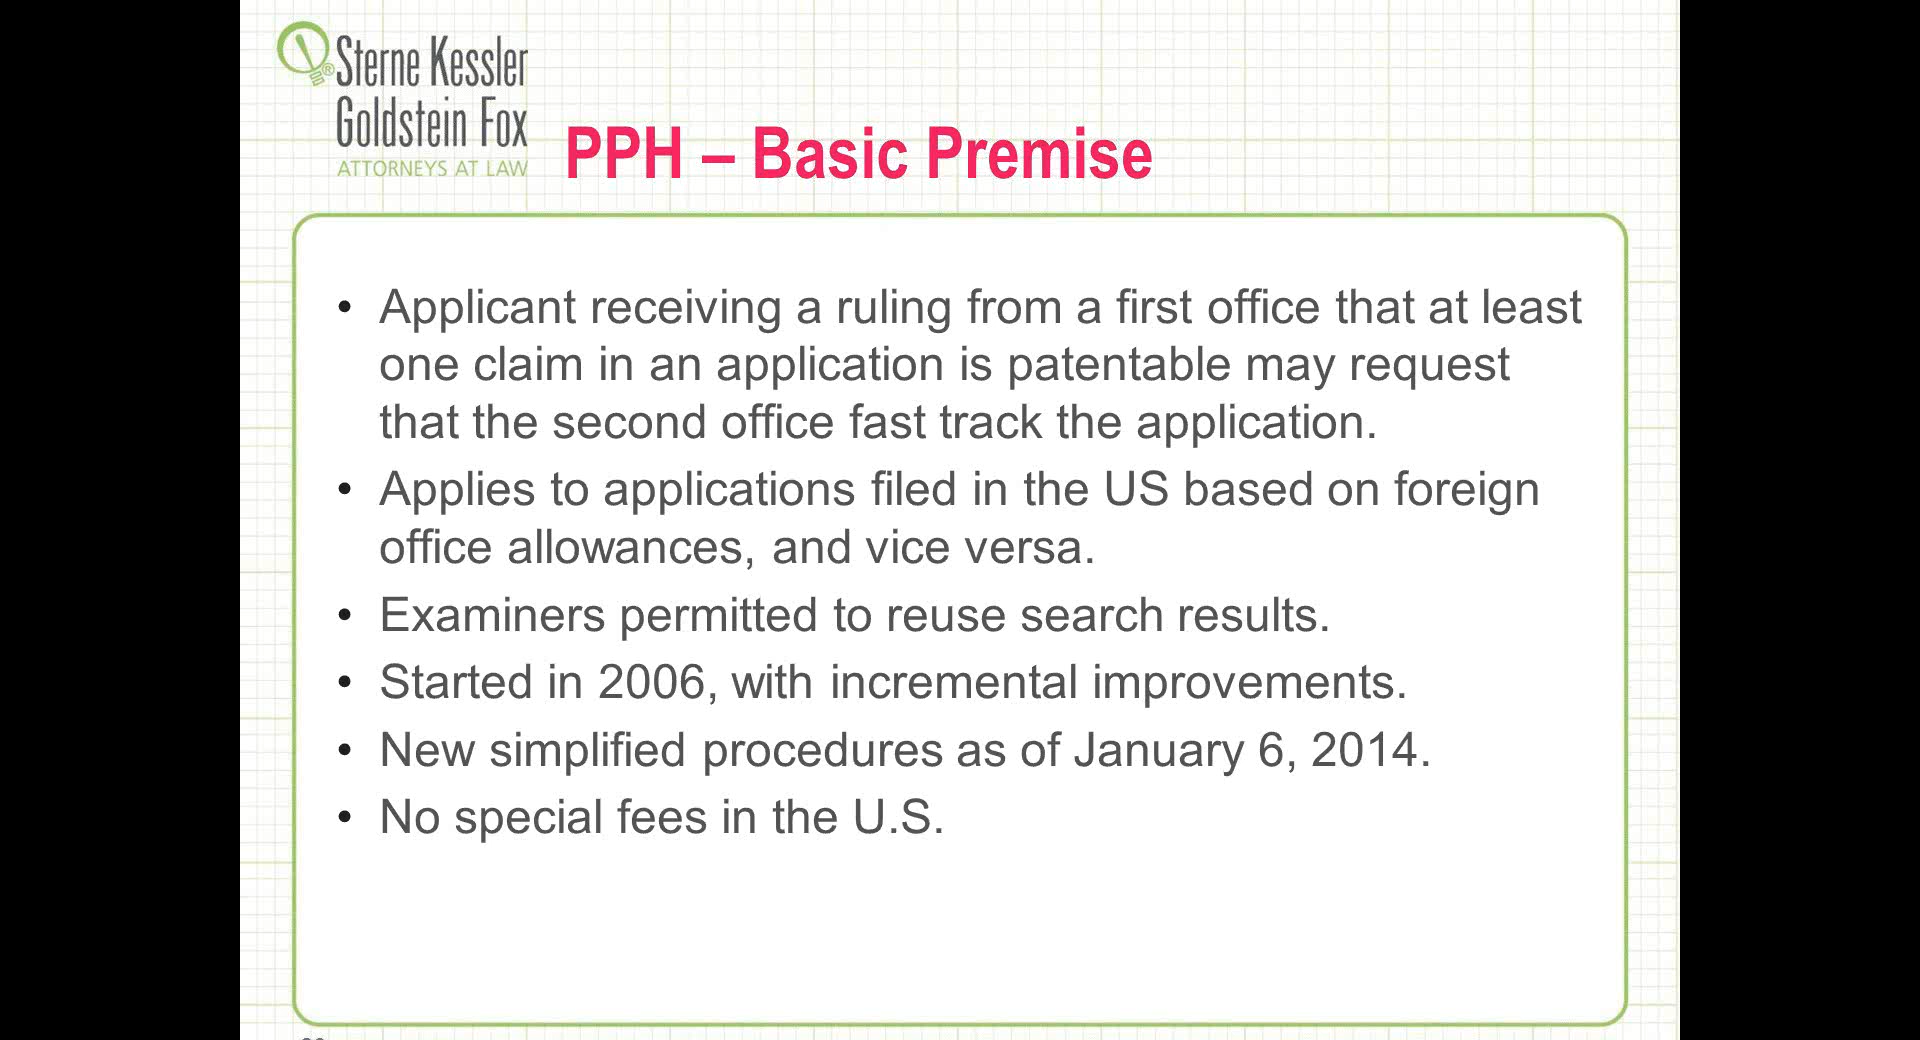 Sterne Kessler
Goldstein Fox
ATTORNEYS AT LAW
PPH – Basic Premise
• Applicant receiving a ruling from a first office that at least
one claim in an application is patentable may request
that the second office fast track the application.
• Applies to applications filed in the US based on foreign
office allowances, and vice versa.
• Examiners permitted to reuse search results.
• Started in 2006, with incremental improvements.
• New simplified procedures as of January 6, 2014.
• No special fees in the U.S.